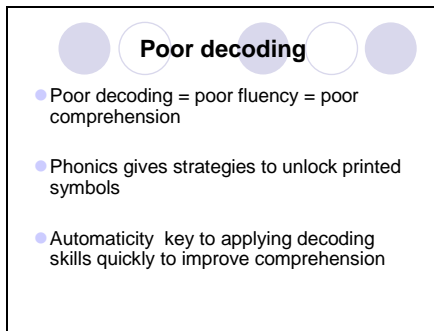 Poor decoding
Poor decoding = poor fluency = poor
comprehension
Phonics gives strategies to unlock printed
symbols
Automaticity key to applying decoding
skills quickly to improve comprehension